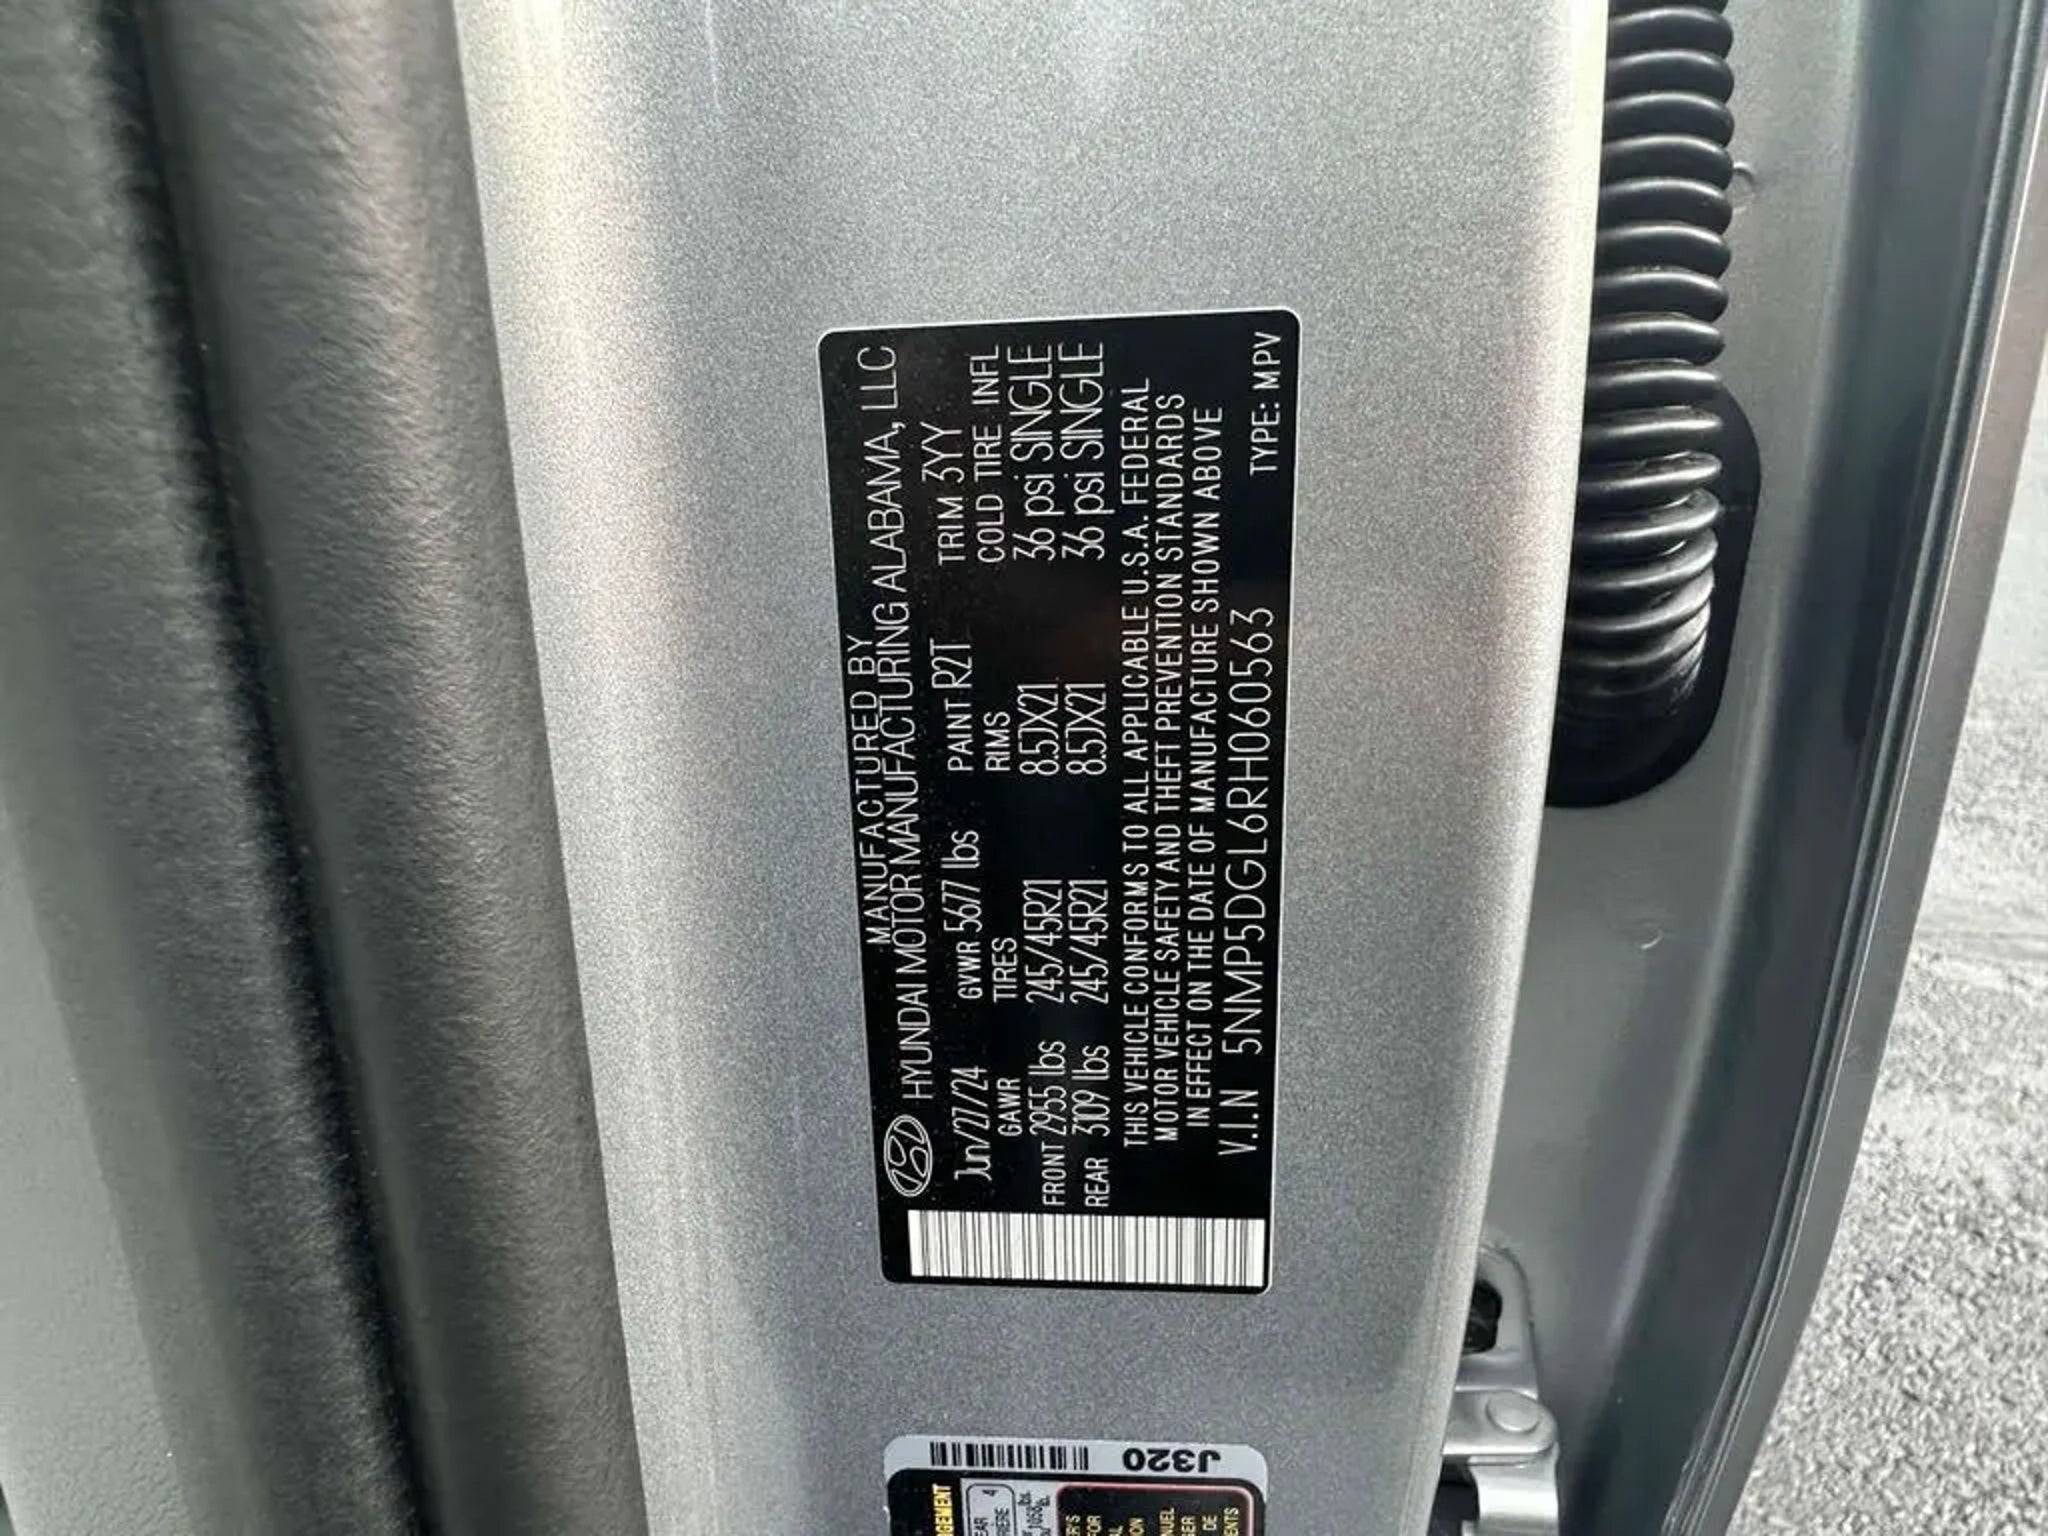 MANUFACTURED BY
HYUNDAI MOTOR MANUFACTURING ALABAMA, LLC
Jun/27/24 GVWR 5677 lbs PAINT R2T TRIM 3YY
GAWR TIRES RIMS COLD TIRE INFL
FRONT 2955 lbs 245/45R21 8.5JX21 36 psi SINGLE
REAR 3109 lbs 245/45R21 8.5JX21 36 psi SINGLE
THIS VEHICLE CONFORMS TO ALL APPLICABLE U.S.A. FEDERAL
MOTOR VEHICLE SAFETY AND THEFT PREVENTION STANDARDS
IN EFFECT ON THE DATE OF MANUFACTURE SHOWN ABOVE
V.I.N 5NMP5DGL6RH060563 TYPE: MPV
J320